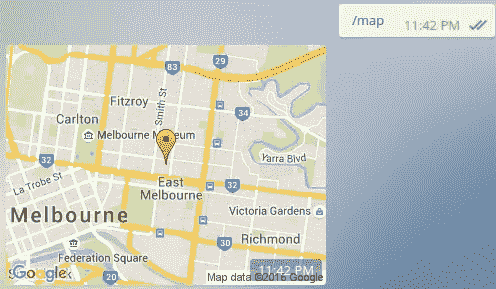 /map 11:42 PM
83
29
Fitzroy
Smith St
34
Carlton
Melbourne Museum
Yarra Blvd
32
La Trobe St
East
Melbourne
32
Melbourne
Victoria Gardens
30
Richmond
Federation Square
20
Google
Map data ©2016 Google
11:42 PM